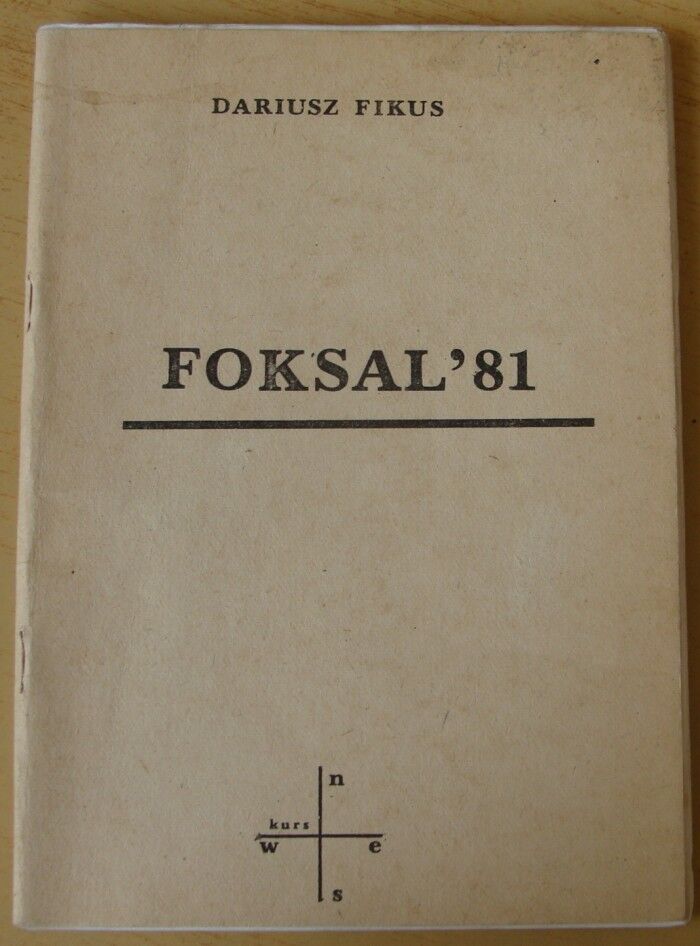 DARIUSZ FIKUS
FOKSAL'81
n
kurs
w e
s